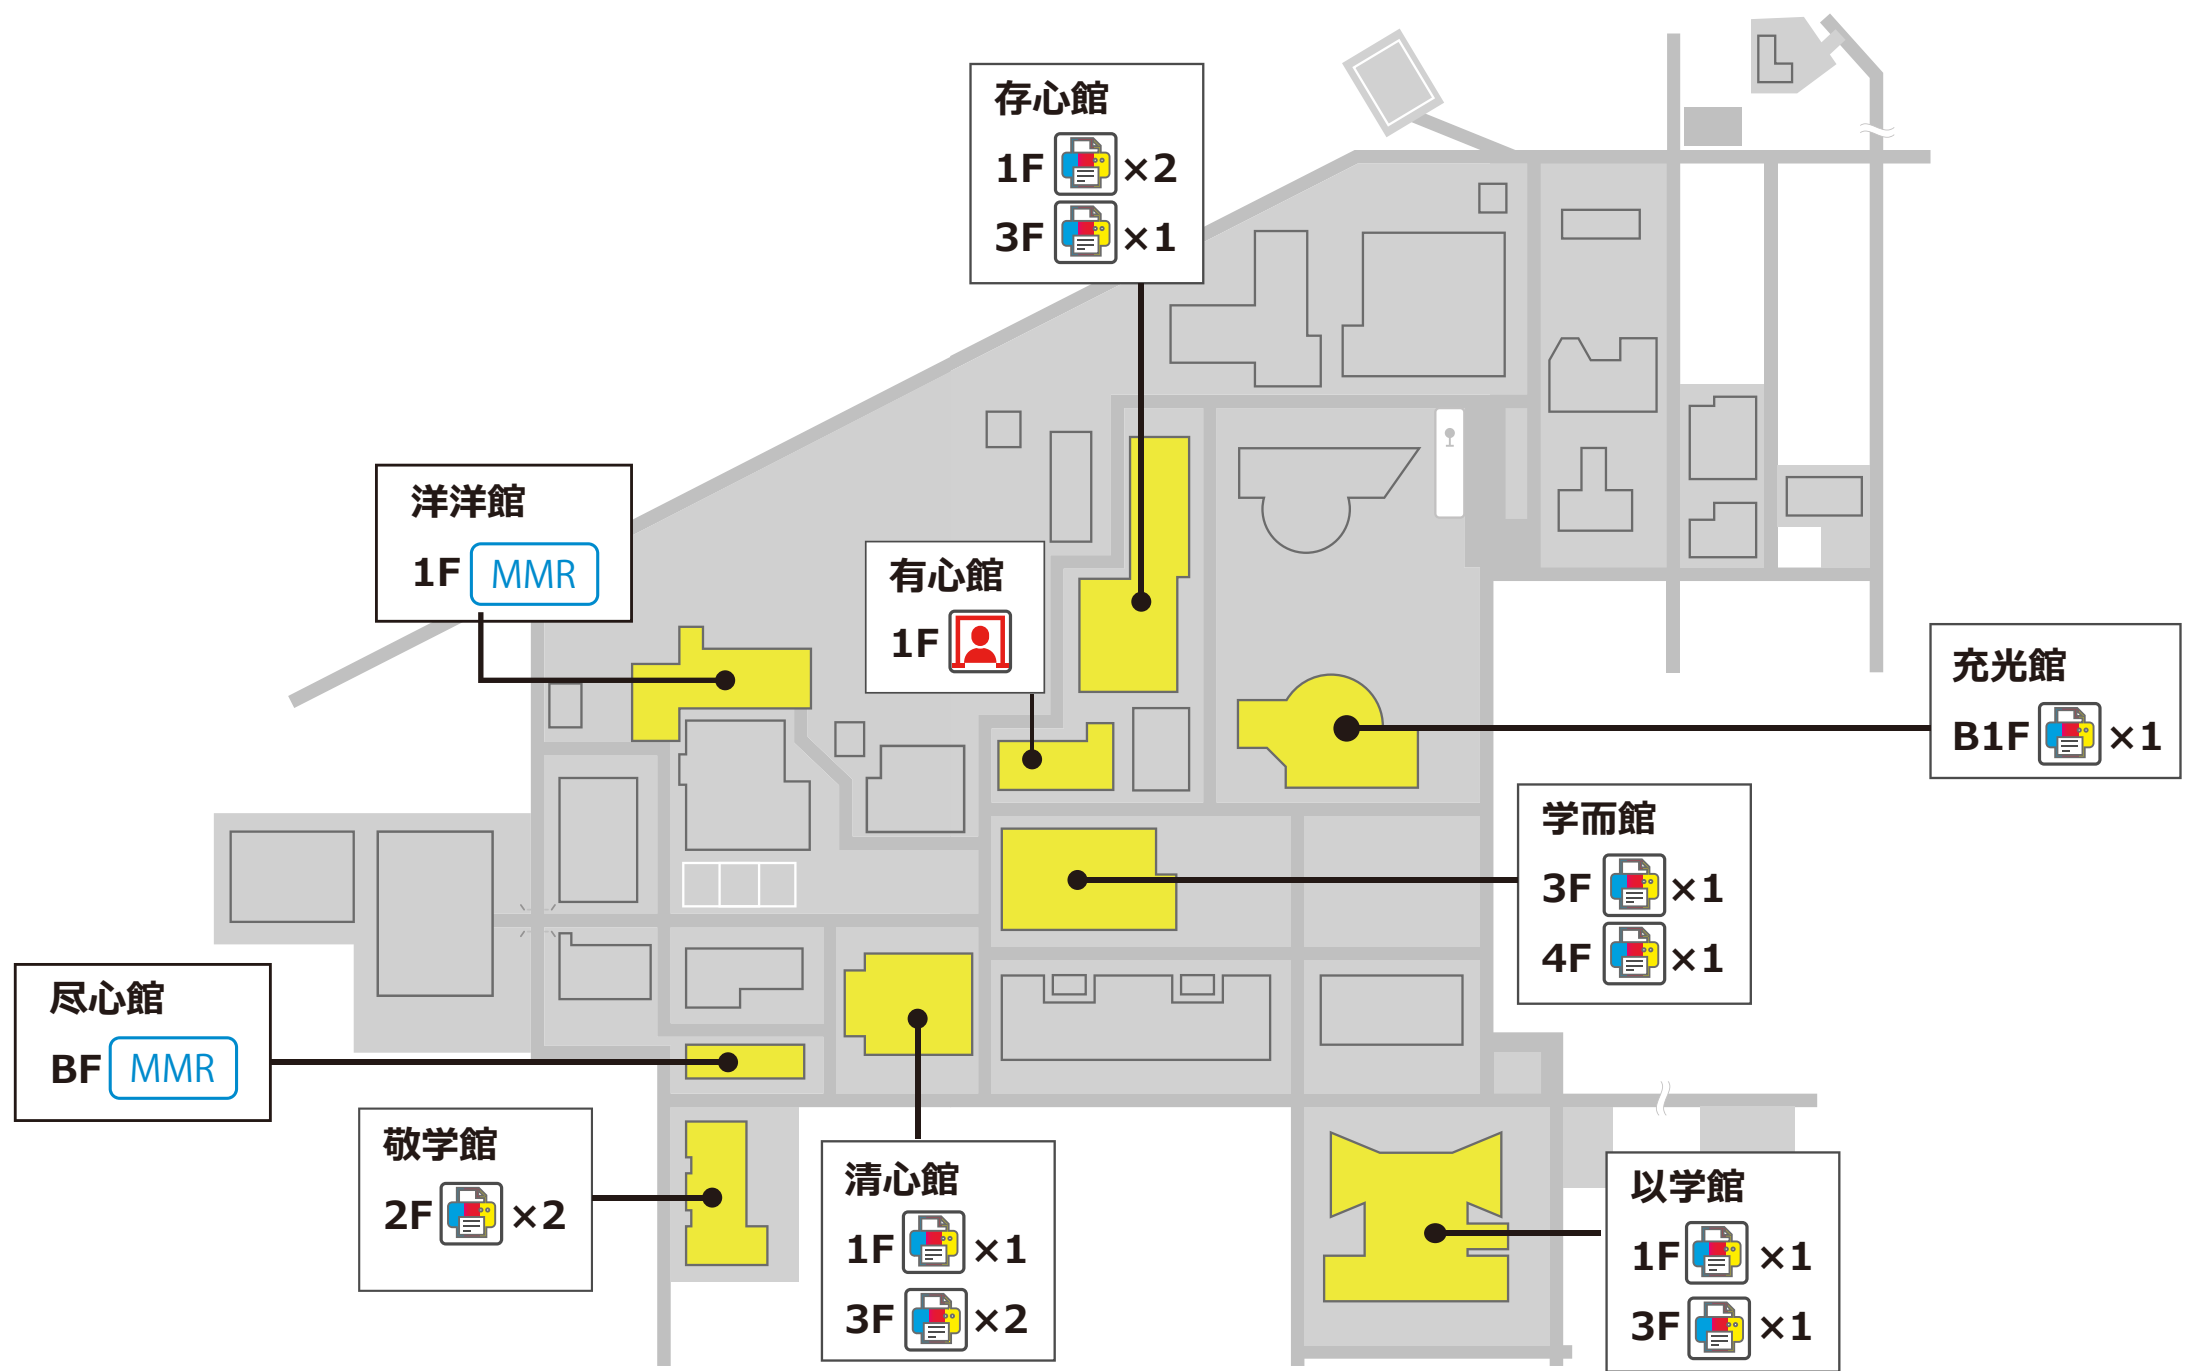 存心館
1F ×2
3F ×1
洋洋館
1F MMR
有心館
1F
充光館
B1F ×1
学而館
3F ×1
4F ×1
尽心館
BF MMR
敬学館
2F ×2
清心館
1F ×1
3F ×2
以学館
1F ×1
3F ×1